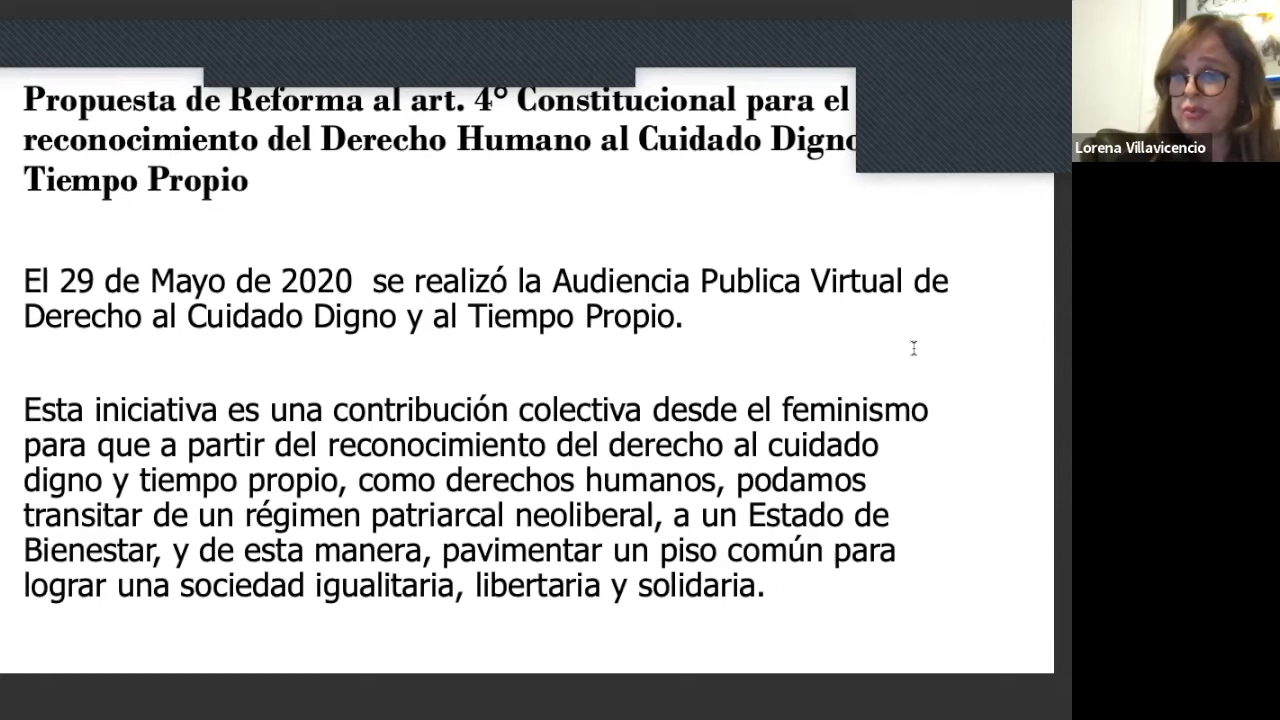 Propuesta de Reforma al art. 4° Constitucional para el
reconocimiento del Derecho Humano al Cuidado Digno
Tiempo Propio
El 29 de Mayo de 2020 se realizó la Audiencia Publica Virtual de
Derecho al Cuidado Digno y al Tiempo Propio.
Esta iniciativa es una contribución colectiva desde el feminismo
para que a partir del reconocimiento del derecho al cuidado
digno y tiempo propio, como derechos humanos, podamos
transitar de un régimen patriarcal neoliberal, a un Estado de
Bienestar, y de esta manera, pavimentar un piso común para
lograr una sociedad igualitaria, libertaria y solidaria.
Lorena Villavicencio